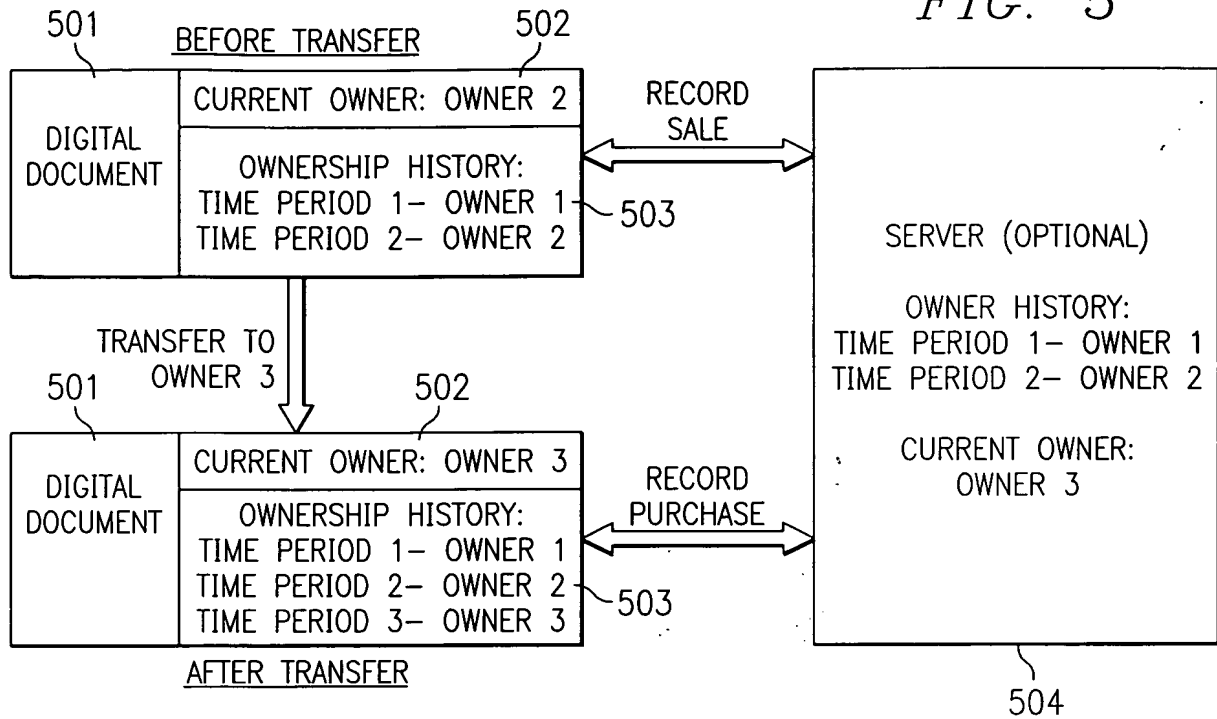 FIG. 5
501
BEFORE TRANSFER
502
DIGITAL
DOCUMENT
CURRENT OWNER: OWNER 2
OWNERSHIP HISTORY:
TIME PERIOD 1– OWNER 1
TIME PERIOD 2– OWNER 2
503
RECORD
SALE
TRANSFER TO
OWNER 3
501
502
DIGITAL
DOCUMENT
CURRENT OWNER: OWNER 3
OWNERSHIP HISTORY:
TIME PERIOD 1– OWNER 1
TIME PERIOD 2– OWNER 2
TIME PERIOD 3– OWNER 3
503
AFTER TRANSFER
RECORD
PURCHASE
SERVER (OPTIONAL)
OWNER HISTORY:
TIME PERIOD 1– OWNER 1
TIME PERIOD 2– OWNER 2
CURRENT OWNER:
OWNER 3
504